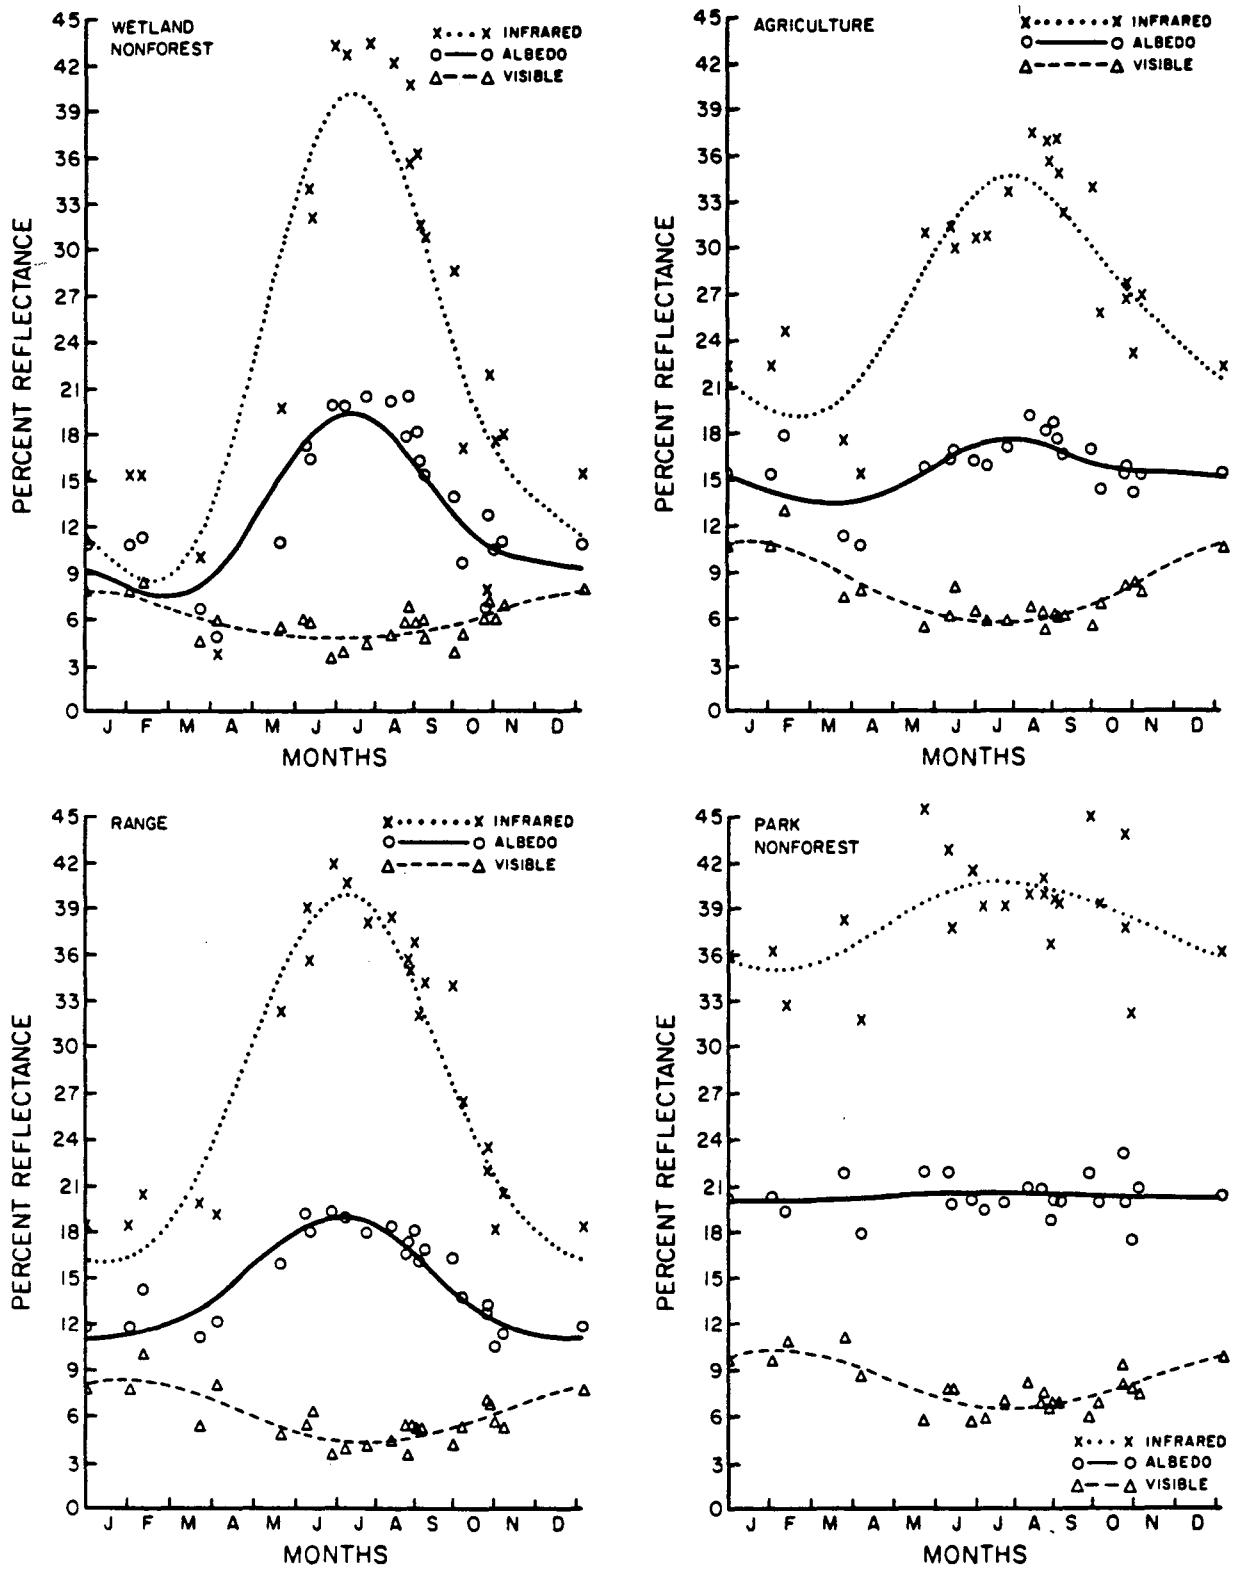 WETLAND
NONFOREST
INFRARED
ALBEDO
VISIBLE
45
42
39
36
33
30
27
24
21
18
15
12
9
6
3
0
PERCENT REFLECTANCE
J F M A M J J A S O N D
MONTHS
AGRICULTURE
INFRARED
ALBEDO
VISIBLE
45
42
39
36
33
30
27
24
21
18
15
12
9
6
3
0
PERCENT REFLECTANCE
J F M A M J J A S O N D
MONTHS
RANGE
INFRARED
ALBEDO
VISIBLE
45
42
39
36
33
30
27
24
21
18
15
12
9
6
3
0
PERCENT REFLECTANCE
J F M A M J J A S O N D
MONTHS
PARK
NONFOREST
45
42
39
36
33
30
27
24
21
18
15
12
9
6
3
0
PERCENT REFLECTANCE
INFRARED
ALBEDO
VISIBLE
J F M A M J J A S O N D
MONTHS